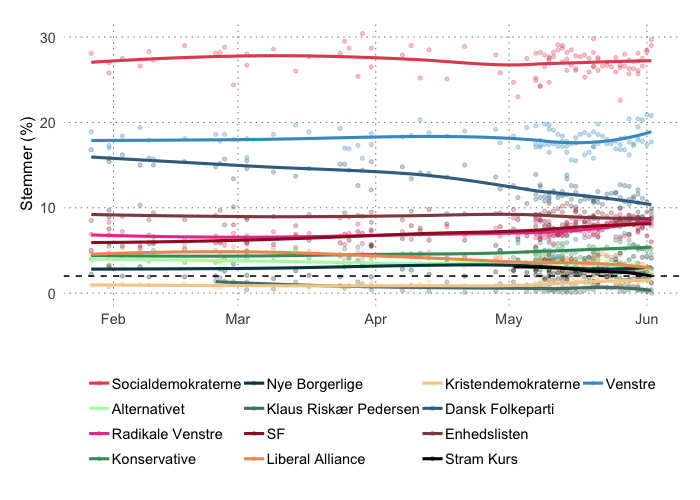 30
20
10
0
Stemmer (%)
Feb Mar Apr May Jun
Socialdemokraterne Nye Borgerlige Kristendemokraterne Venstre
Alternativet Klaus Riskær Pedersen Dansk Folkeparti
Radikale Venstre SF Enhedslisten
Konservative Liberal Alliance Stram Kurs